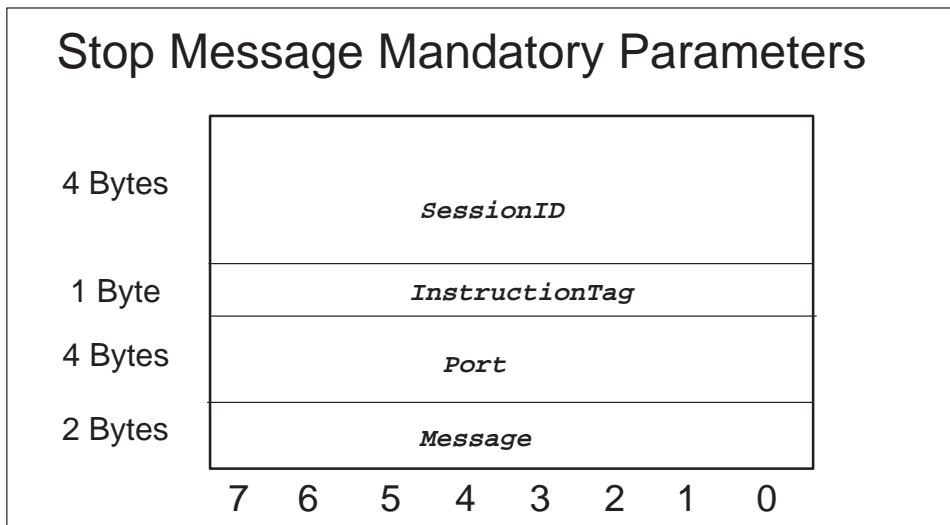 Stop Message Mandatory Parameters
4 Bytes
SessionID
1 Byte
InstructionTag
4 Bytes
Port
2 Bytes
Message
7 6 5 4 3 2 1 0